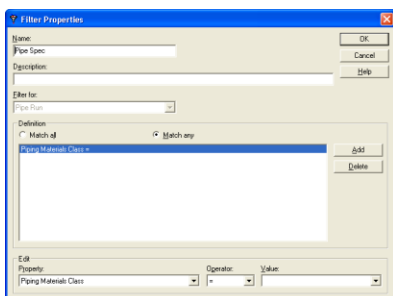 Filter Properties
Name:
OK
Pipe Spec
Cancel
Description:
Help
Filter for:
Pipe Run
Definition
Match all
Match any
Piping Materials Class =
Add
Delete
Edit
Property:
Operator:
Value:
Piping Materials Class
=